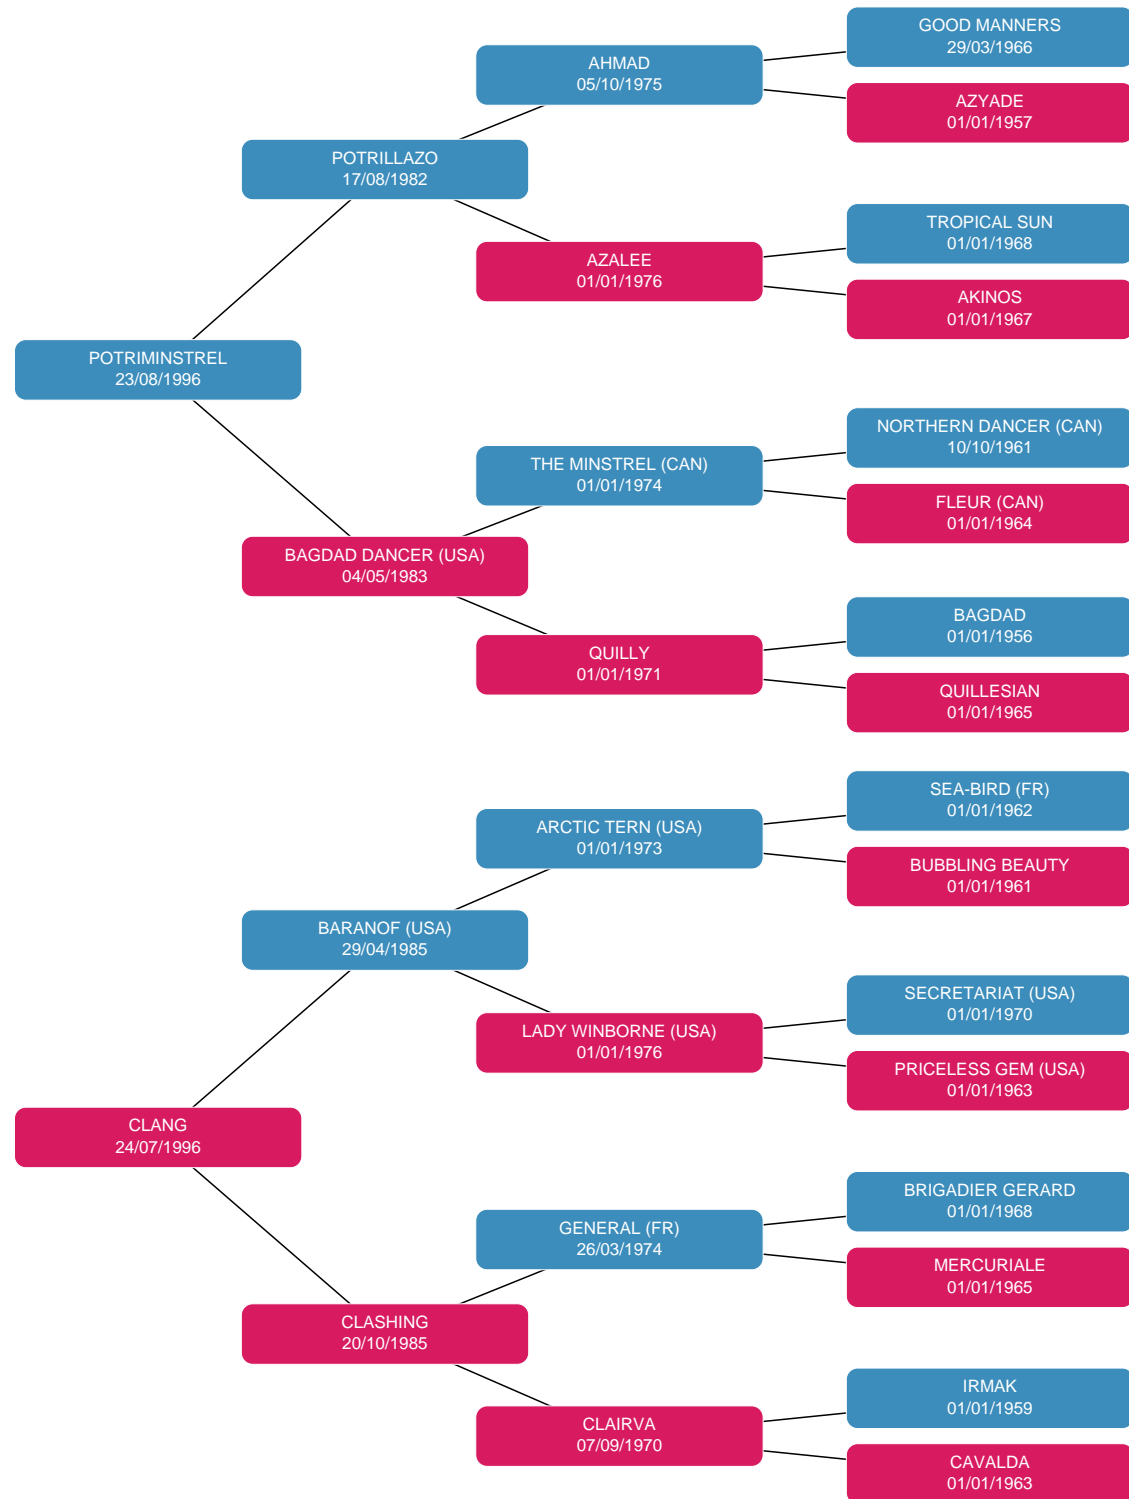 GOOD MANNERS
29/03/1966
AHMAD
05/10/1975
AZYADE
01/01/1957
POTRILLAZO
17/08/1982
TROPICAL SUN
01/01/1968
AZALEE
01/01/1976
AKINOS
01/01/1967
POTRIMINSTREL
23/08/1996
NORTHERN DANCER (CAN)
10/10/1961
THE MINSTREL (CAN)
01/01/1974
FLEUR (CAN)
01/01/1964
BAGDAD DANCER (USA)
04/05/1983
BAGDAD
01/01/1956
QUILLY
01/01/1971
QUILLESIAN
01/01/1965
SEA-BIRD (FR)
01/01/1962
ARCTIC TERN (USA)
01/01/1973
BUBBLING BEAUTY
01/01/1961
BARANOF (USA)
29/04/1985
SECRETARIAT (USA)
01/01/1970
LADY WINBORNE (USA)
01/01/1976
PRICELESS GEM (USA)
01/01/1963
CLANG
24/07/1996
BRIGADIER GERARD
01/01/1968
GENERAL (FR)
26/03/1974
MERCURIALE
01/01/1965
CLASHING
20/10/1985
IRMAK
01/01/1959
CLAIRVA
07/09/1970
CAVALDA
01/01/1963